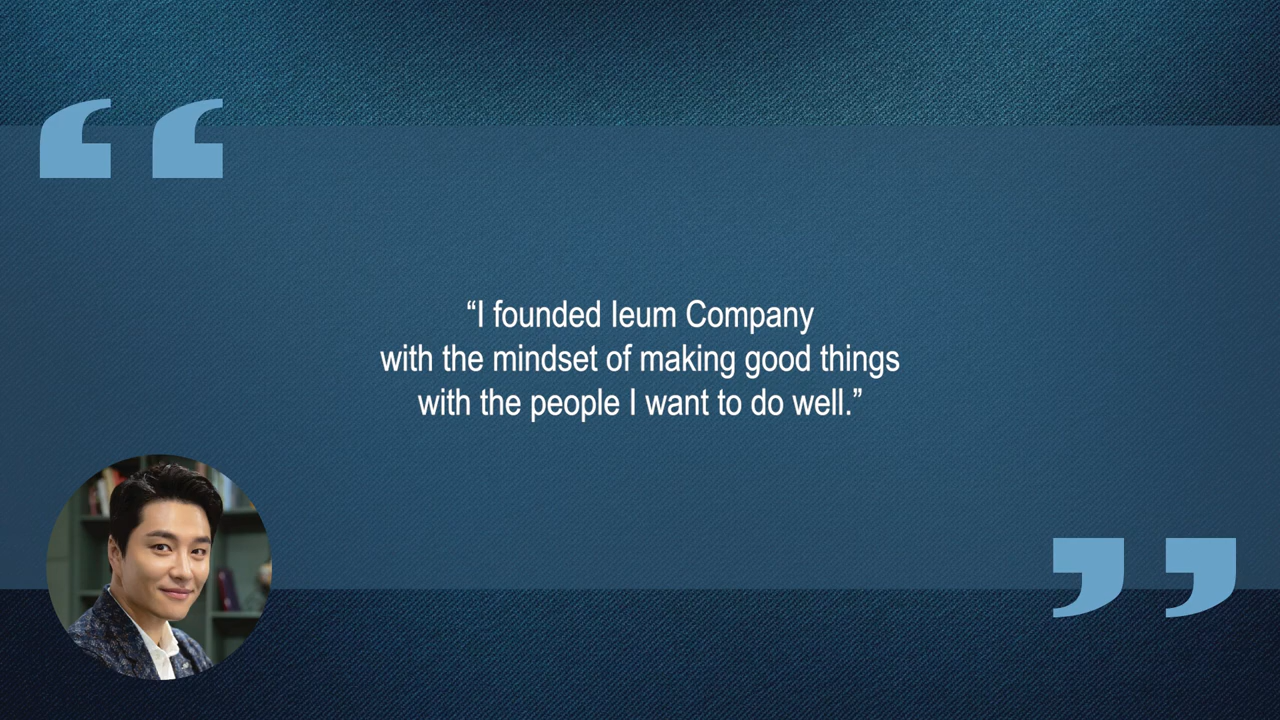 “I founded Ieum Company
with the mindset of making good things
with the people I want to do well.”